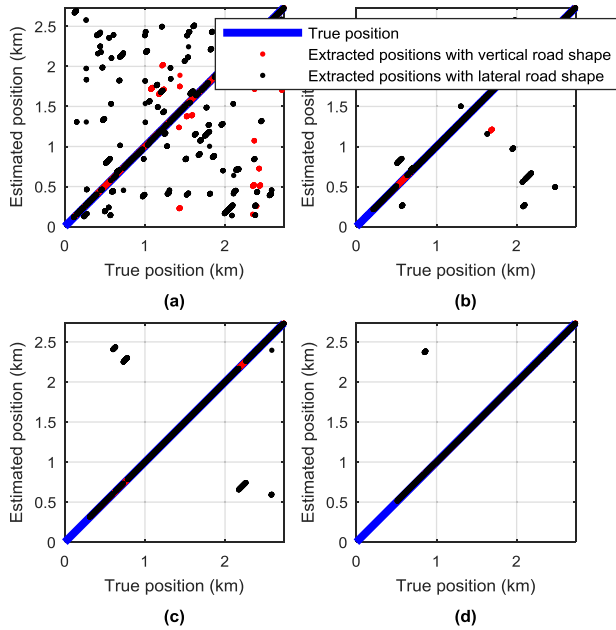 True position
Extracted positions with vertical road shape
Extracted positions with lateral road shape
2.5
2
1.5
1
0.5
0
0 1 2
Estimated position (km)
True position (km)
(a)
1.5
1
0.5
0
0 1 2
Estimated position (km)
True position (km)
(b)
2.5
2
1.5
1
0.5
0
0 1 2
Estimated position (km)
True position (km)
(c)
2.5
2
1.5
1
0.5
0
0 1 2
Estimated position (km)
True position (km)
(d)